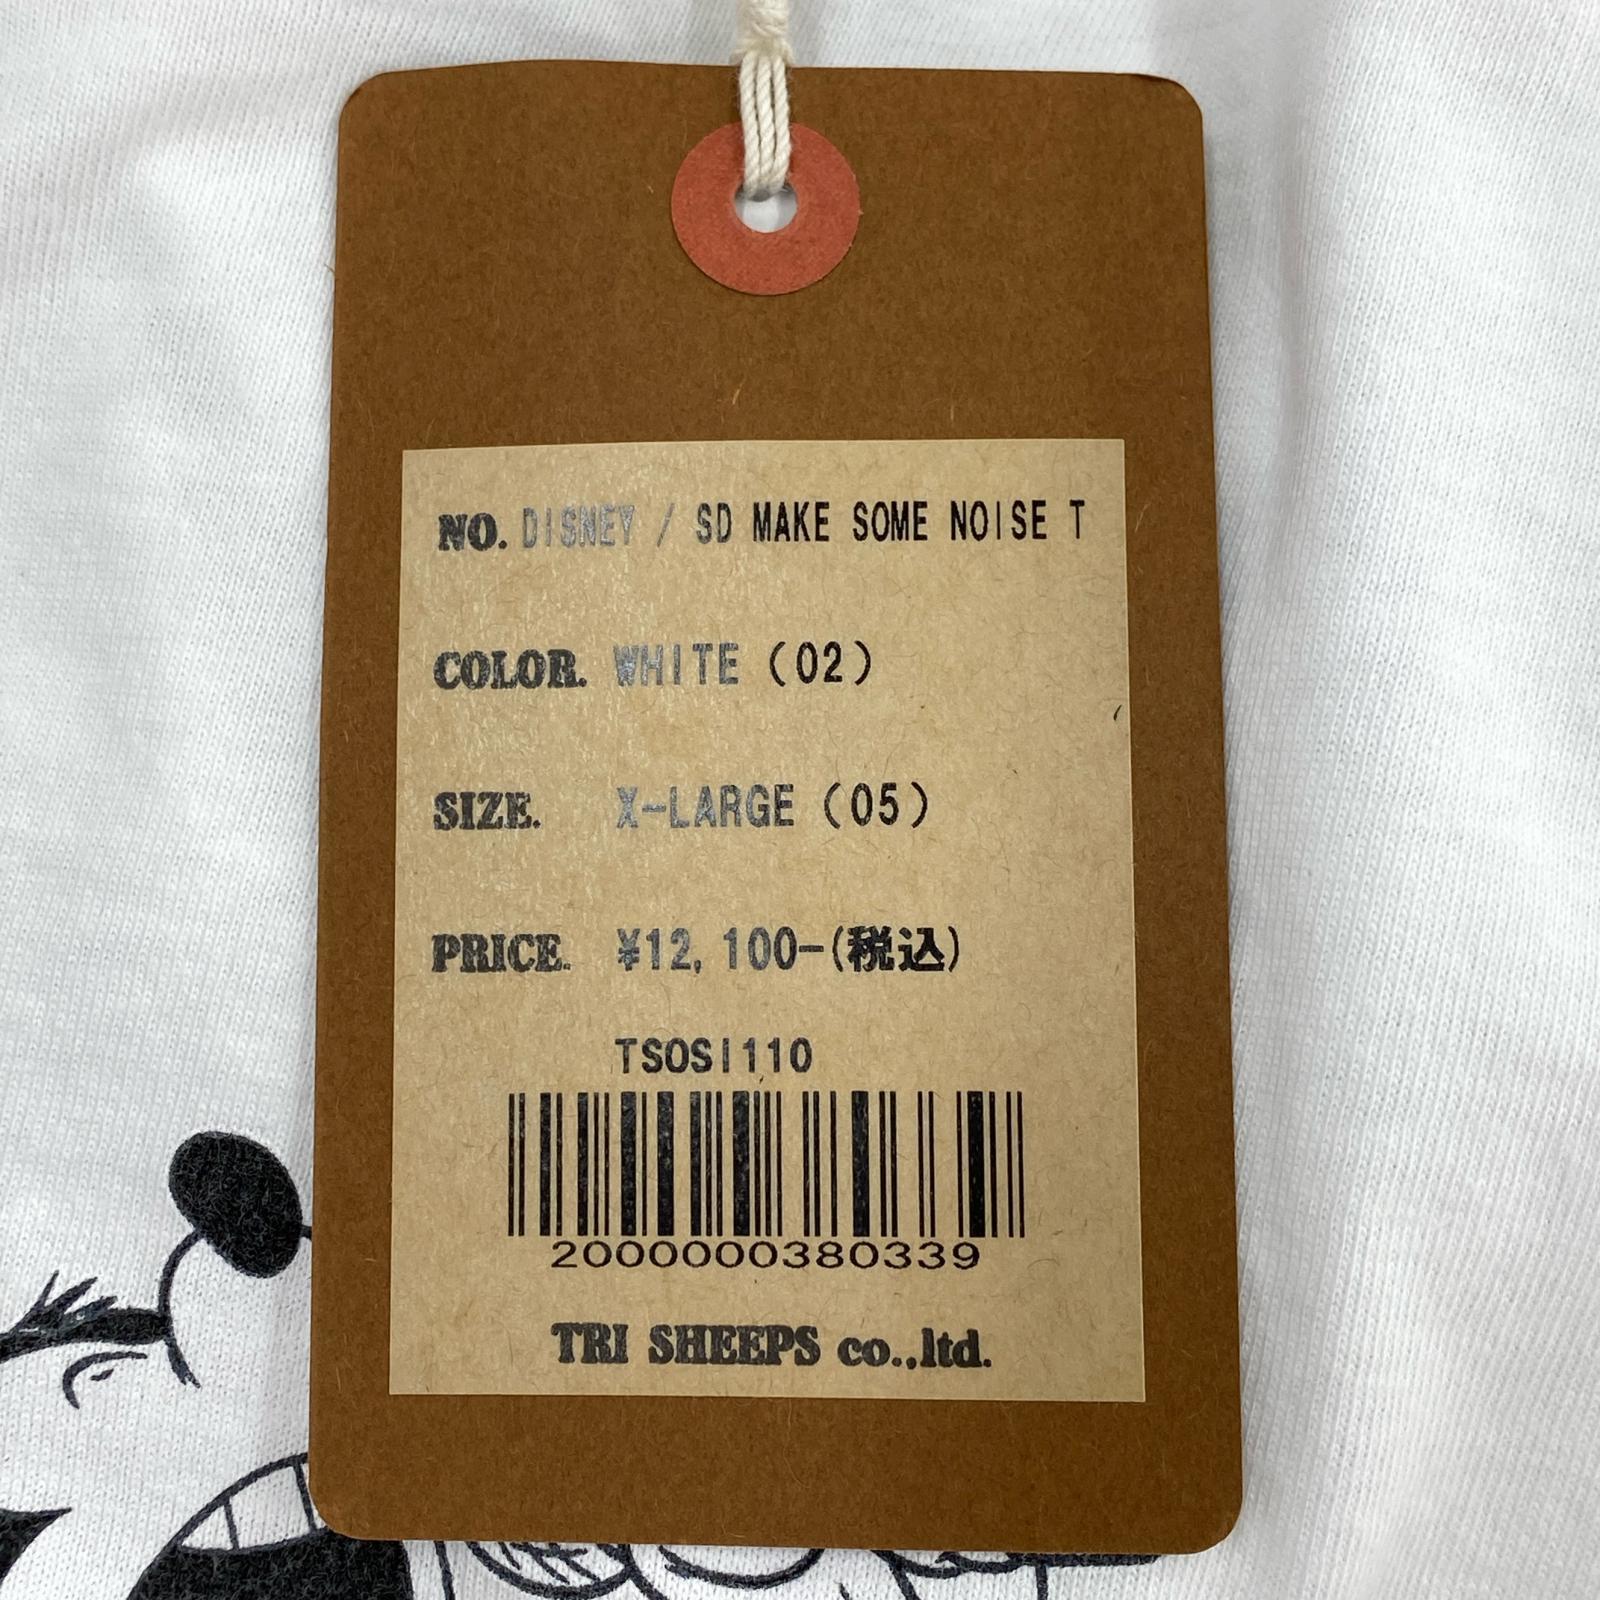 NO. DISNEY / SD MAKE SOME NOISE T
COLOR. WHITE (02)
SIZE. X-LARGE (05)
PRICE. ¥12,100-(税込)
TSOSI110
2000000380339
TRI SHEEPS co.,ltd.